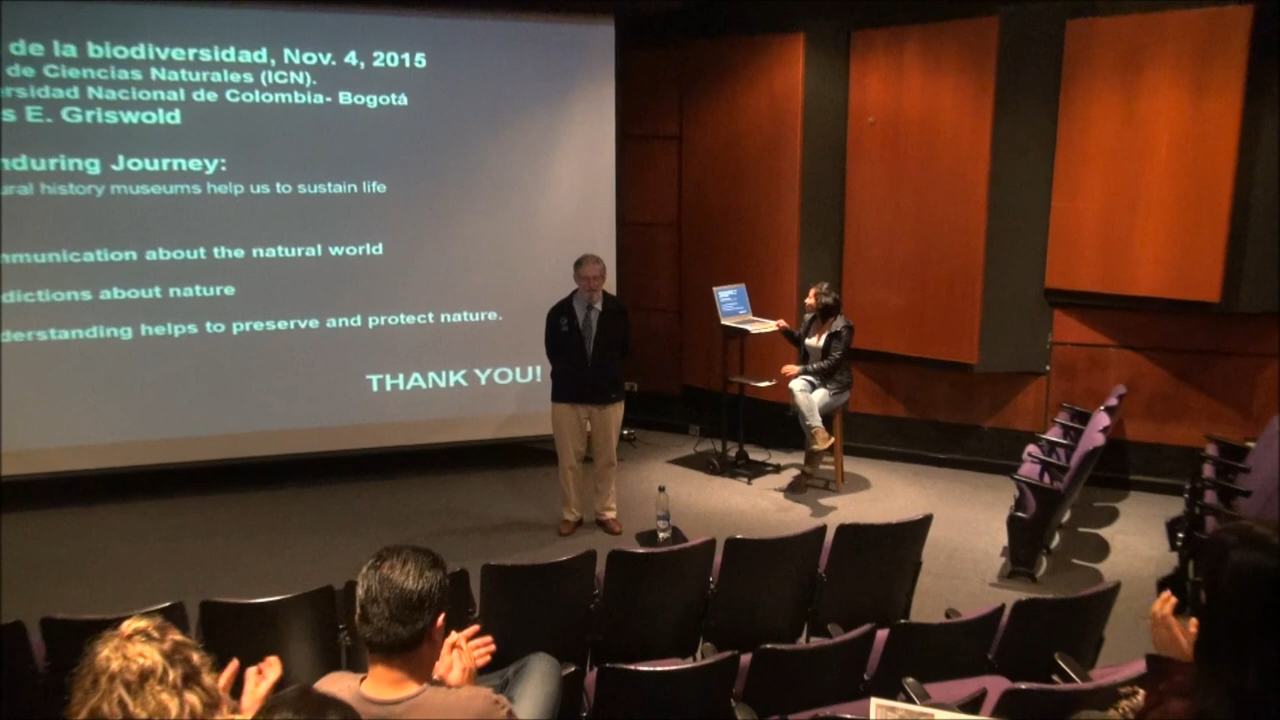 de la biodiversidad, Nov. 4, 2015
de Ciencias Naturales (ICN).
rsidad Nacional de Colombia- Bogotá
s E. Griswold
nduring Journey:
ural history museums help us to sustain life
mmunication about the natural world
dictions about nature
derstanding helps to preserve and protect nature.
THANK YOU!